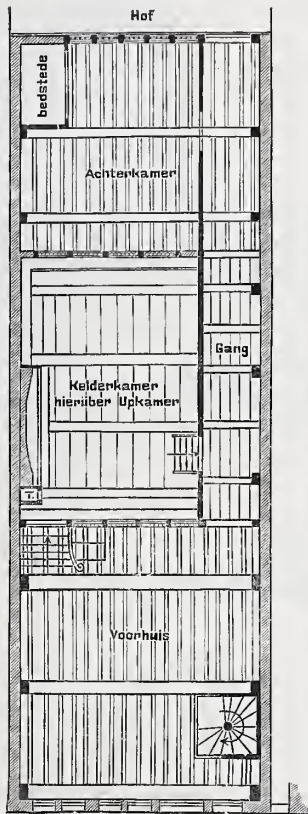 Hof
bedstede
Achterkamer
Gang
Kelderkamer
hierüber Upkamer
T.
Voorhuis